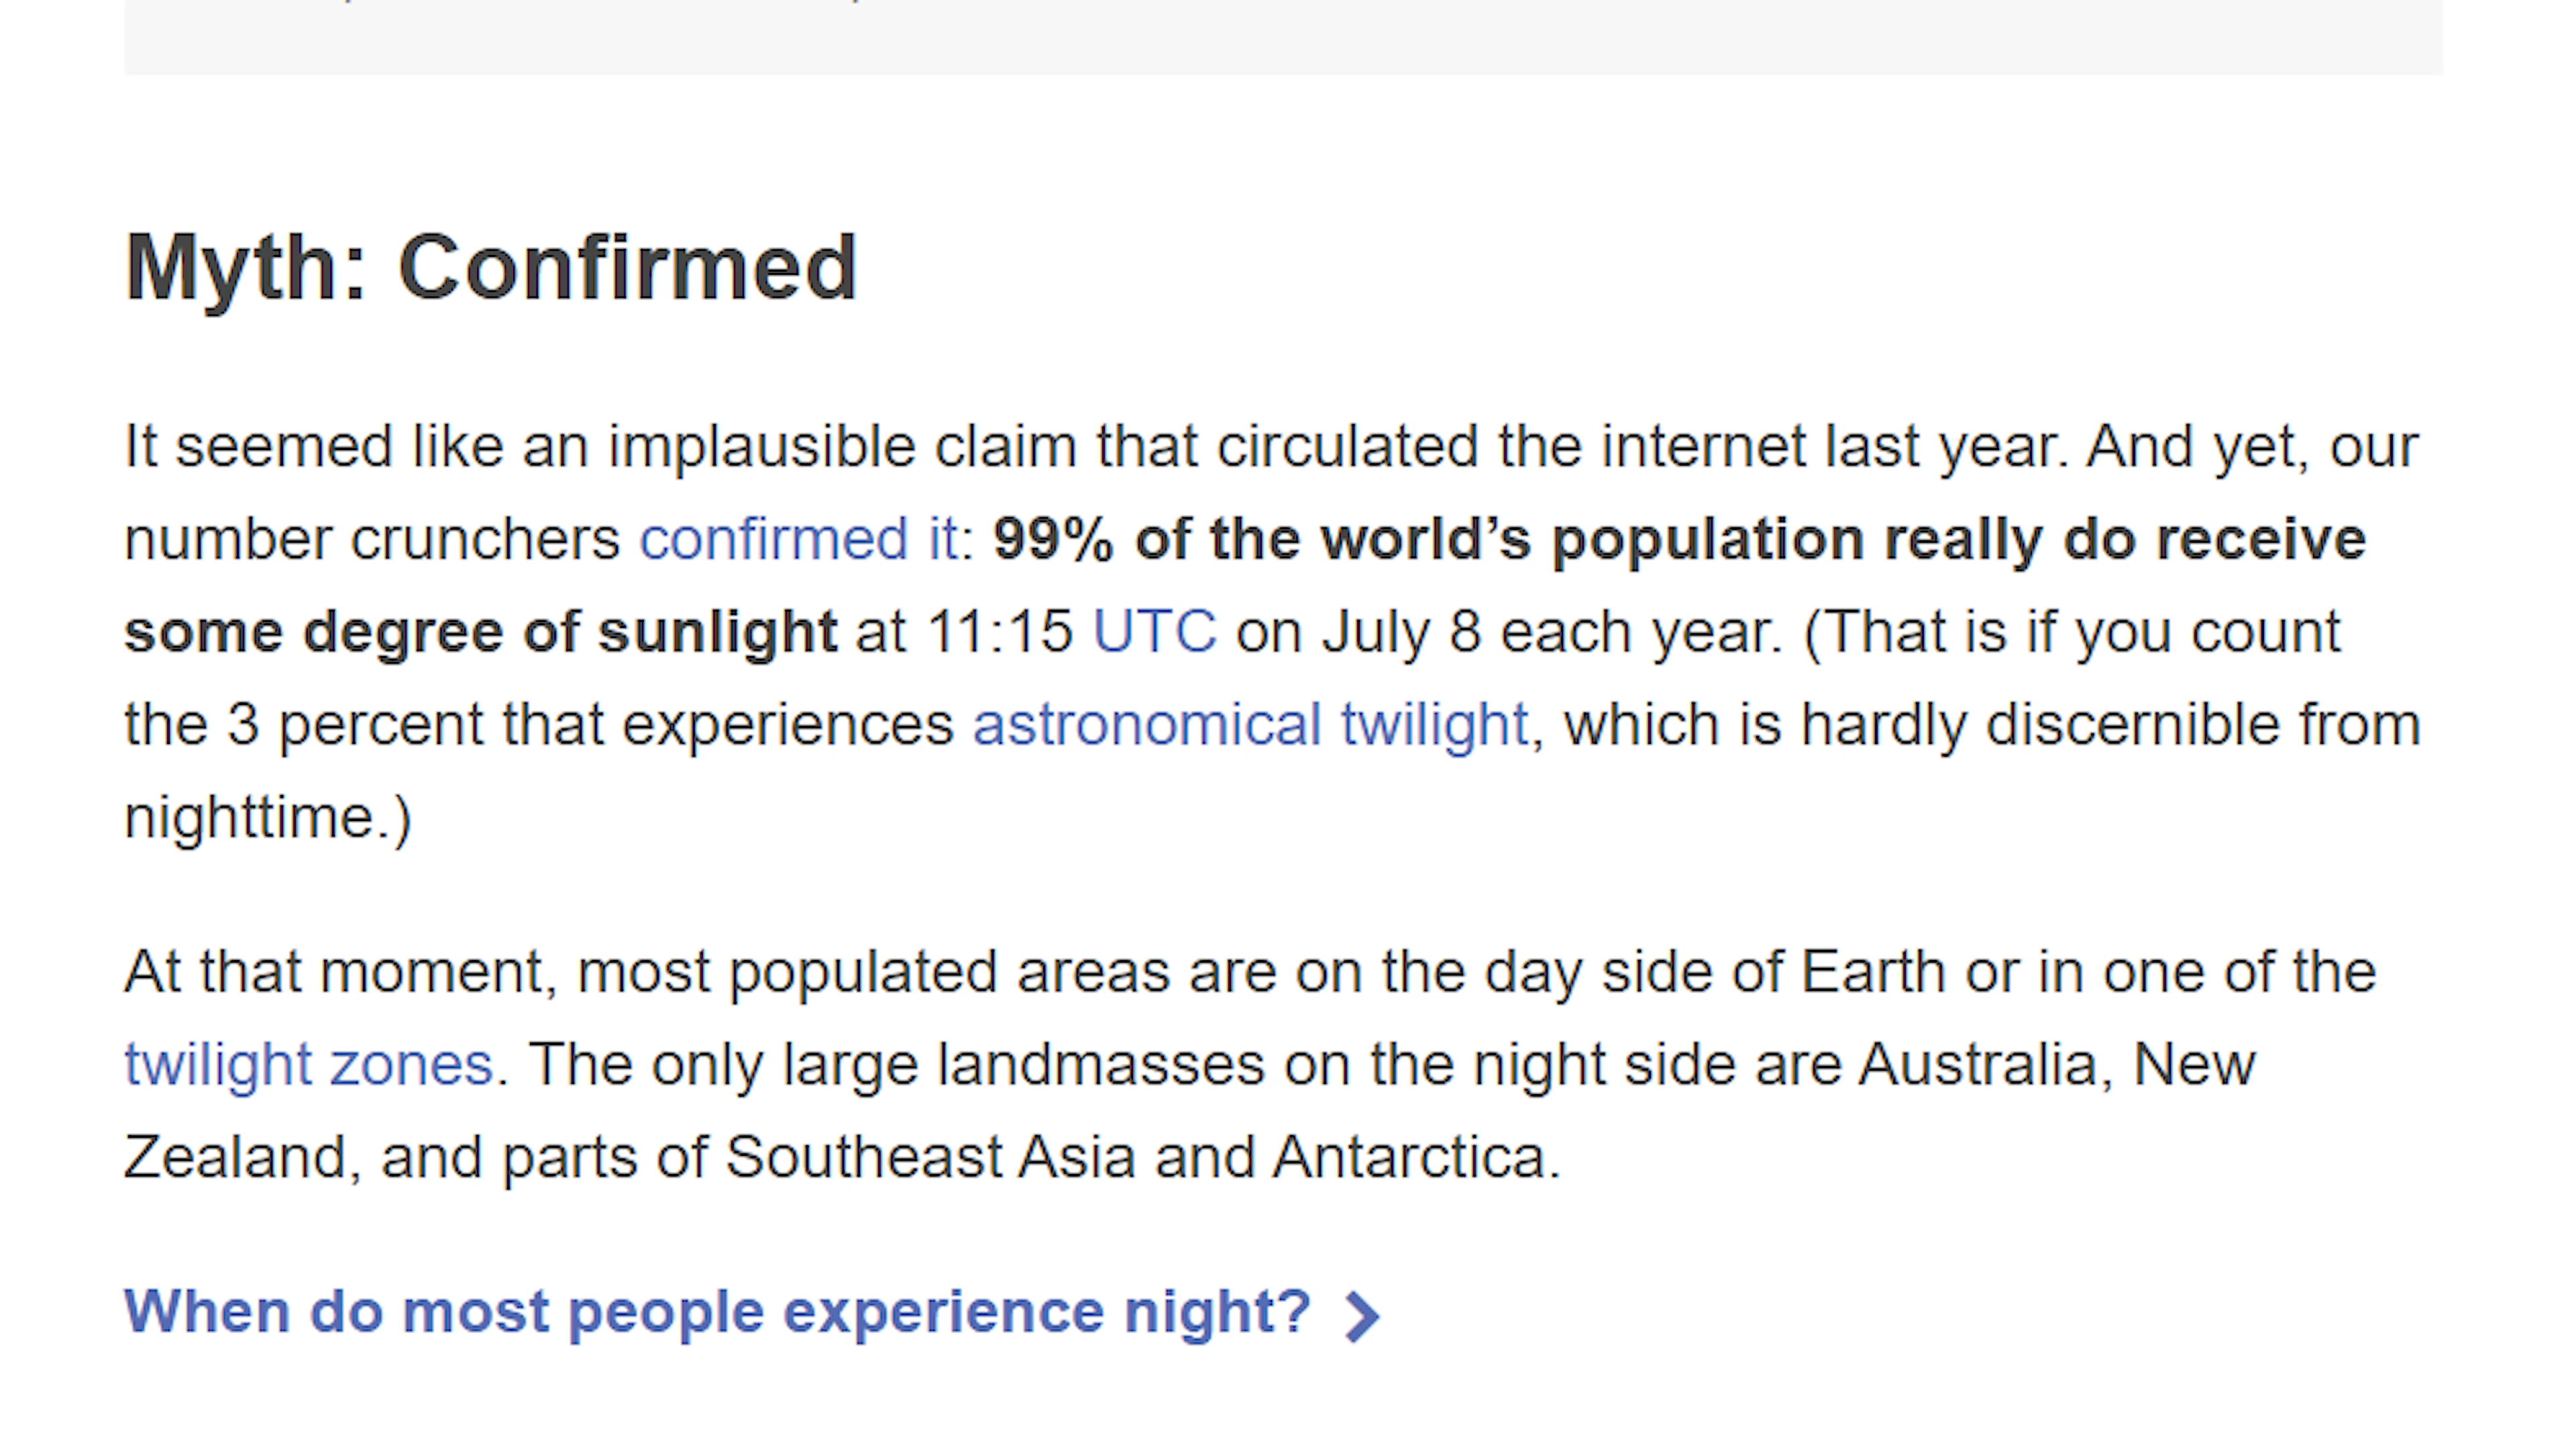 Myth: Confirmed
It seemed like an implausible claim that circulated the internet last year. And yet, our
number crunchers confirmed it: 99% of the world’s population really do receive
some degree of sunlight at 11:15 UTC on July 8 each year. (That is if you count
the 3 percent that experiences astronomical twilight, which is hardly discernible from
nighttime.)
At that moment, most populated areas are on the day side of Earth or in one of the
twilight zones. The only large landmasses on the night side are Australia, New
Zealand, and parts of Southeast Asia and Antarctica.
When do most people experience night?